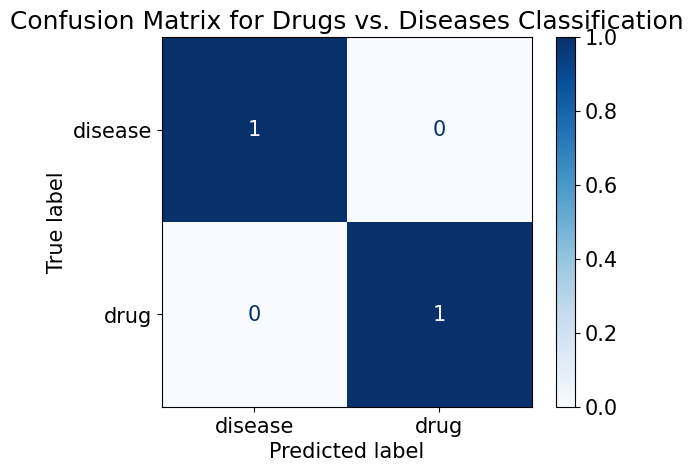 Confusion Matrix for Drugs vs. Diseases Classification
1.0
0.8
0.6
0.4
0.2
0.0
True label
disease
1 0
drug
0 1
disease drug
Predicted label